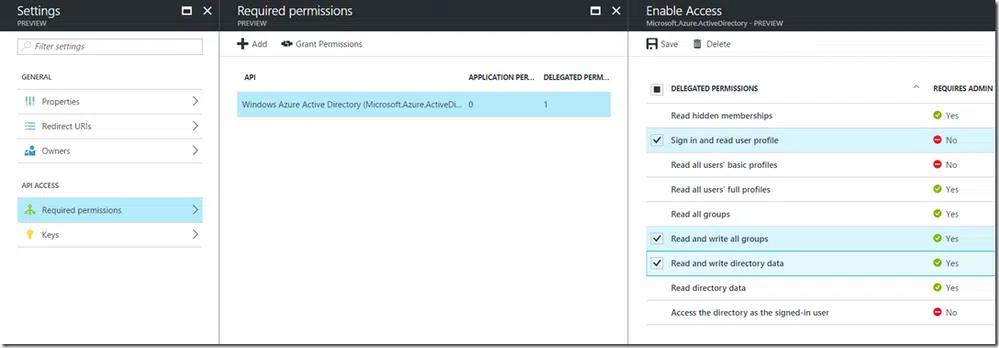 Settings
PREVIEW
Filter settings
GENERAL
Properties
Redirect URIs
Owners
API ACCESS
Required permissions
Keys
Required permissions
PREVIEW
Add Grant Permissions
API APPLICATION PER... DELEGATED PERM...
Windows Azure Active Directory (Microsoft.Azure.ActiveDi... 0 1
Enable Access
Microsoft.Azure.ActiveDirectory - PREVIEW
Save Delete
DELEGATED PERMISSIONS REQUIRES ADMIN
Read hidden memberships Yes
Sign in and read user profile No
Read all users' basic profiles No
Read all users' full profiles Yes
Read all groups Yes
Read and write all groups Yes
Read and write directory data Yes
Read directory data Yes
Access the directory as the signed-in user No